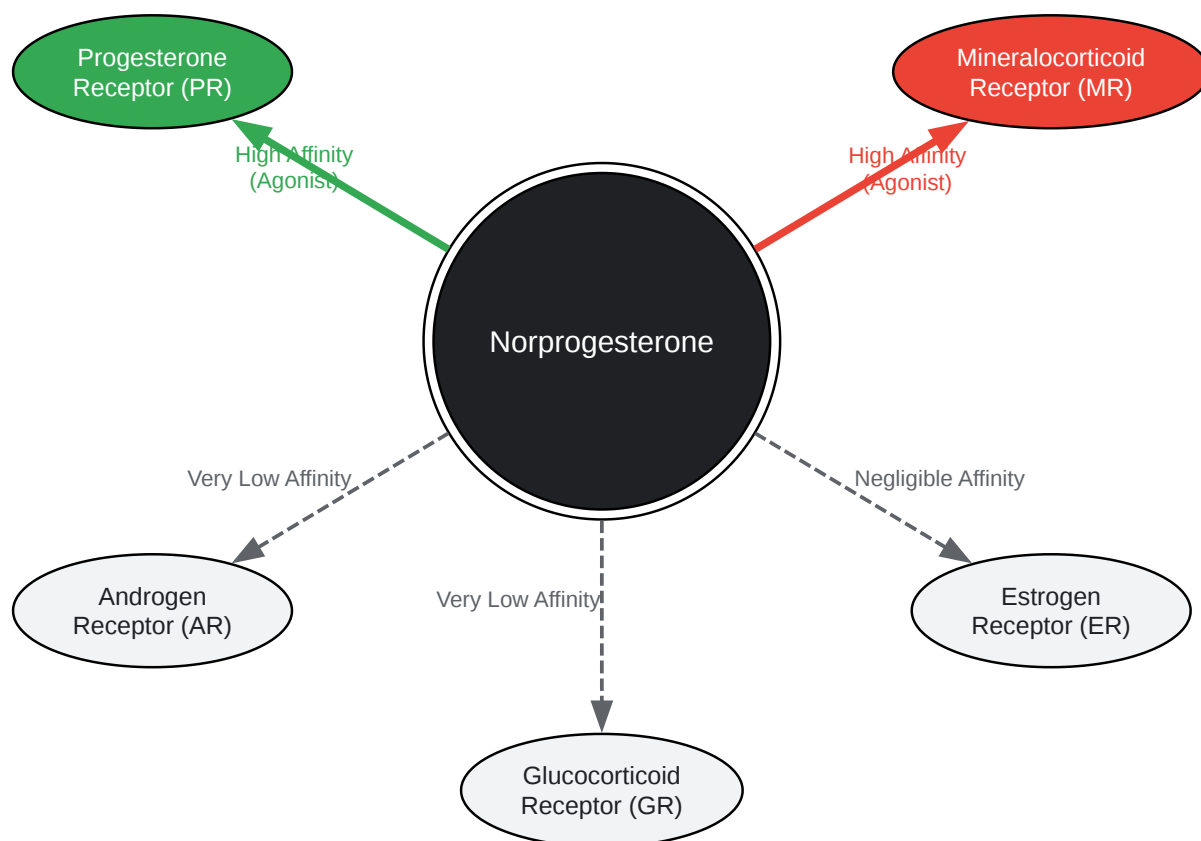 Progesterone
Receptor (PR)
Mineralocorticoid
Receptor (MR)
High Affinity
(Agonist)
High Affinity
(Agonist)
Norprogesterone
Very Low Affinity
Negligible Affinity
Very Low Affinity
Androgen
Receptor (AR)
Estrogen
Receptor (ER)
Glucocorticoid
Receptor (GR)